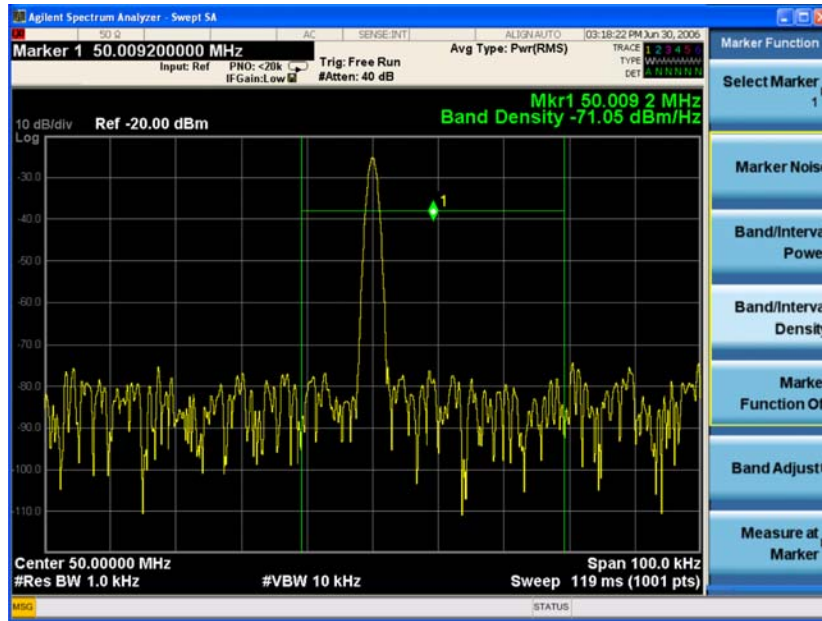 Agilent Spectrum Analyzer - Swept SA
50 Ω AC SENSE:INT ALIGN AUTO 03:18:22 PM Jun 30, 2006
Marker 1 50.009200000 MHz
Input: Ref PNO: <20k
IFGain:Low
Trig: Free Run
#Atten: 40 dB
Avg Type: Pwr(RMS)
TRACE 1 2 3 4 5 6
TYPE
DET A N N N N N
Mkr1 50.009 2 MHz
Band Density -71.05 dBm/Hz
10 dB/div Ref -20.00 dBm
Log
-30.0
-40.0
-50.0
-60.0
-70.0
-80.0
-90.0
-100.0
-110.0
1
Center 50.00000 MHz Span 100.0 kHz
#Res BW 1.0 kHz #VBW 10 kHz Sweep 119 ms (1001 pts)
MSG STATUS
Marker Function
Select Marker
1
Marker Noise
Band/Interva
Powe
Band/Interva
Density
Marke
Function Of
Band Adjust
Measure at
Marker